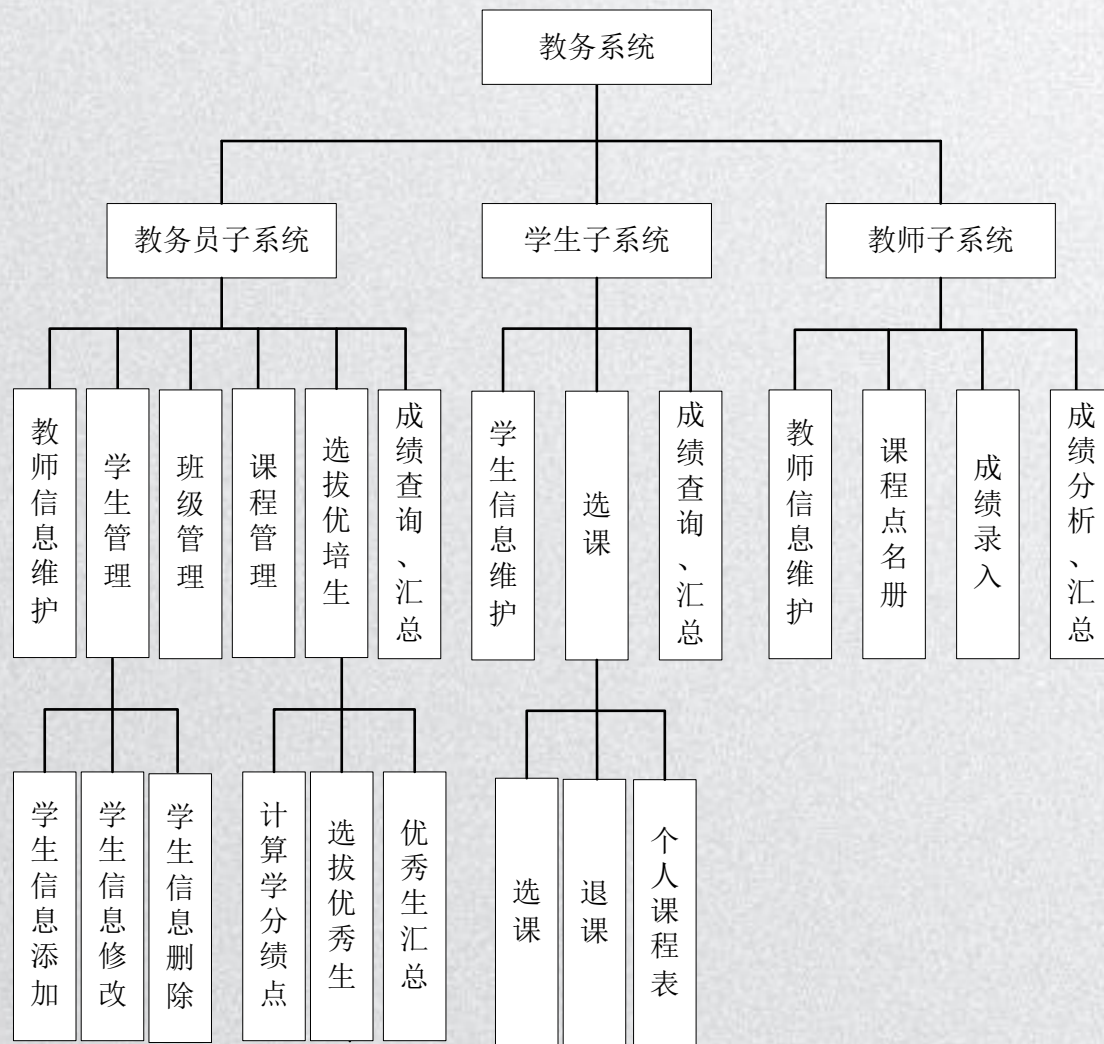 教务系统
教务员子系统
学生子系统
教师子系统
教师信息维护
学生管理
班级管理
课程管理
选拔优培生
成绩查询、汇总
学生信息维护
选课
成绩查询、汇总
教师信息维护
课程点名册
成绩录入
成绩分析、汇总
学生信息添加
学生信息修改
学生信息删除
计算学分绩点
选拔优秀生
优秀生汇总
选课
退课
个人课程表